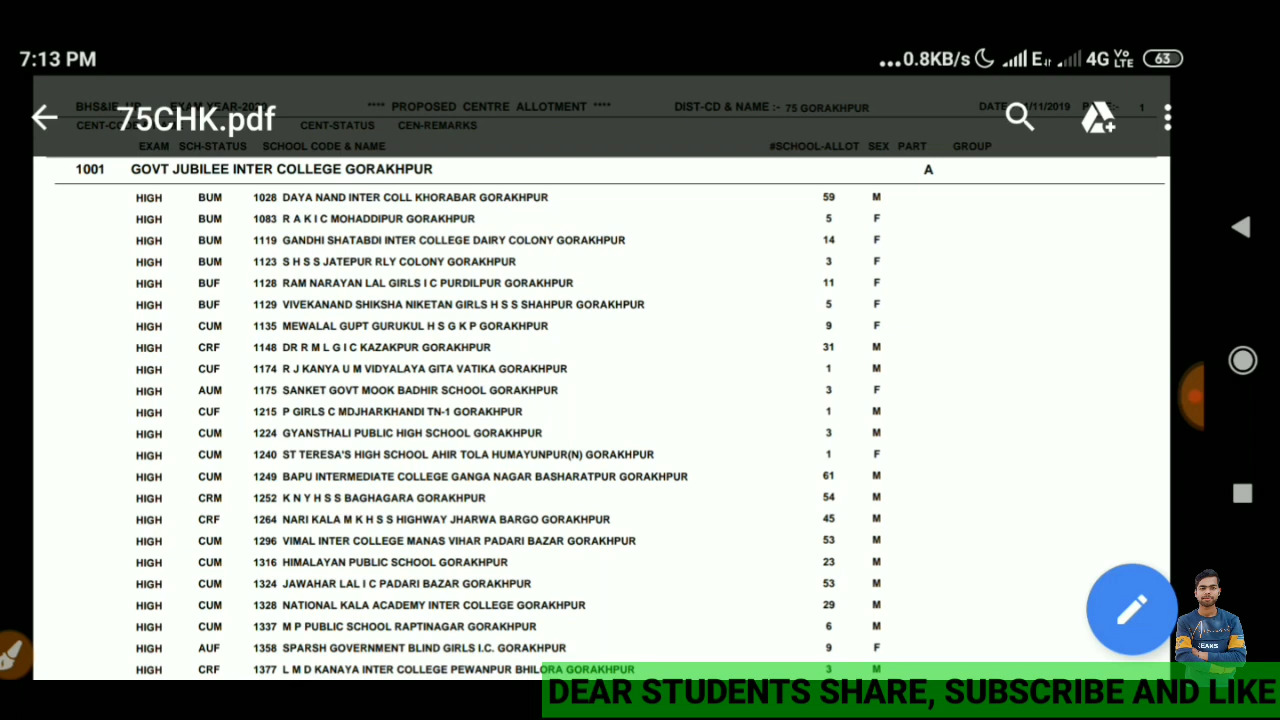 7:13 PM ...0.8KB/s 4G Vo LTE 63
BHS&IE, UP EXAM YEAR- **** PROPOSED CENTRE ALLOTMENT **** DIST-CD & NAME :- 75 GORAKHPUR DATE /11/2019 1
75CHK.pdf
CENT-CO CENT-STATUS CEN-REMARKS
EXAM SCH-STATUS SCHOOL CODE & NAME #SCHOOL-ALLOT SEX PART GROUP
1001 GOVT JUBILEE INTER COLLEGE GORAKHPUR A
HIGH BUM 1028 DAYA NAND INTER COLL KHORABAR GORAKHPUR 59 M
HIGH BUM 1083 R A K I C MOHADDIPUR GORAKHPUR 5 F
HIGH BUM 1119 GANDHI SHATABDI INTER COLLEGE DAIRY COLONY GORAKHPUR 14 F
HIGH BUM 1123 S H S S JATEPUR RLY COLONY GORAKHPUR 3 F
HIGH BUF 1128 RAM NARAYAN LAL GIRLS I C PURDILPUR GORAKHPUR 11 F
HIGH BUF 1129 VIVEKANAND SHIKSHA NIKETAN GIRLS H S S SHAHPUR GORAKHPUR 5 F
HIGH CUM 1135 MEWALAL GUPT GURUKUL H S G K P GORAKHPUR 9 F
HIGH CRF 1148 DR R M L G I C KAZAKPUR GORAKHPUR 31 M
HIGH CUF 1174 R J KANYA U M VIDYALAYA GITA VATIKA GORAKHPUR 1 M
HIGH AUM 1175 SANKET GOVT MOOK BADHIR SCHOOL GORAKHPUR 3 F
HIGH CUF 1215 P GIRLS C MDJHARKHANDI TN-1 GORAKHPUR 1 M
HIGH CUM 1224 GYANSTHALI PUBLIC HIGH SCHOOL GORAKHPUR 3 M
HIGH CUM 1240 ST TERESA'S HIGH SCHOOL AHIR TOLA HUMAYUNPUR(N) GORAKHPUR 1 F
HIGH CUM 1249 BAPU INTERMEDIATE COLLEGE GANGA NAGAR BASHARATPUR GORAKHPUR 61 M
HIGH CRM 1252 K N Y H S S BAGHAGARA GORAKHPUR 54 M
HIGH CRF 1264 NARI KALA M K H S S HIGHWAY JHARWA BARGO GORAKHPUR 45 M
HIGH CUM 1296 VIMAL INTER COLLEGE MANAS VIHAR PADARI BAZAR GORAKHPUR 53 M
HIGH CUM 1316 HIMALAYAN PUBLIC SCHOOL GORAKHPUR 23 M
HIGH CUM 1324 JAWAHAR LAL I C PADARI BAZAR GORAKHPUR 53 M
HIGH CUM 1328 NATIONAL KALA ACADEMY INTER COLLEGE GORAKHPUR 29 M
HIGH CUM 1337 M P PUBLIC SCHOOL RAPTINAGAR GORAKHPUR 6 M
HIGH AUF 1358 SPARSH GOVERNMENT BLIND GIRLS I.C. GORAKHPUR 9 F
HIGH CRF 1377 L M D KANAYA INTER COLLEGE PEWANPUR BHILORA GORAKHPUR 3 M
DEAR STUDENTS SHARE, SUBSCRIBE AND LIKE